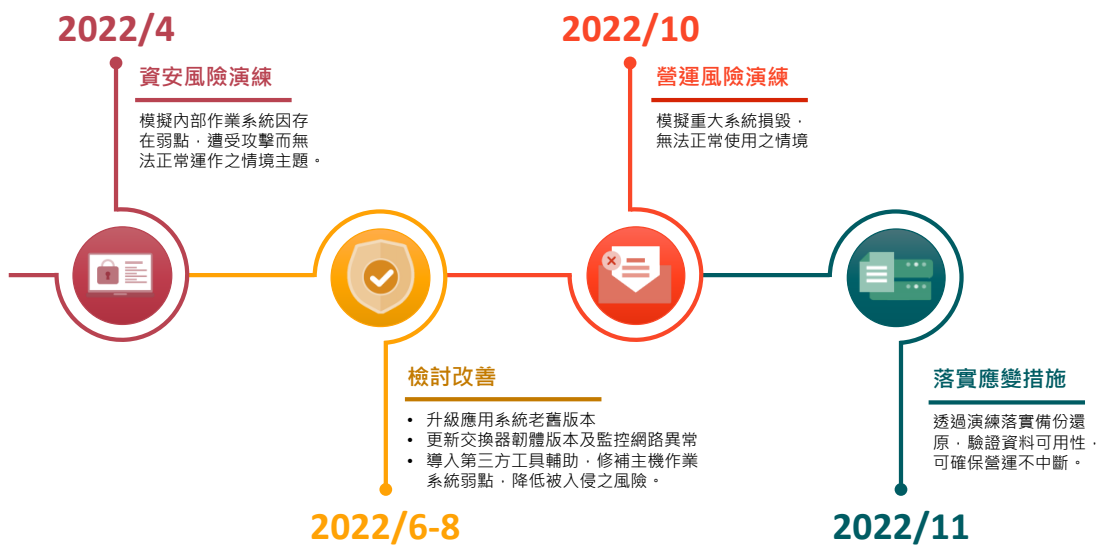 2022/4
資安風險演練
模擬內部作業系統因存
在弱點，遭受攻擊而無
法正常運作之情境主題。
2022/6-8
檢討改善
• 升級應用系統老舊版本
• 更新交換器韌體版本及監控網路異常
• 導入第三方工具輔助，修補主機作業
系統弱點，降低被入侵之風險。
2022/10
營運風險演練
模擬重大系統損毀，
無法正常使用之情境
2022/11
落實應變措施
透過演練落實備份還
原，驗證資料可用性，
可確保營運不中斷。